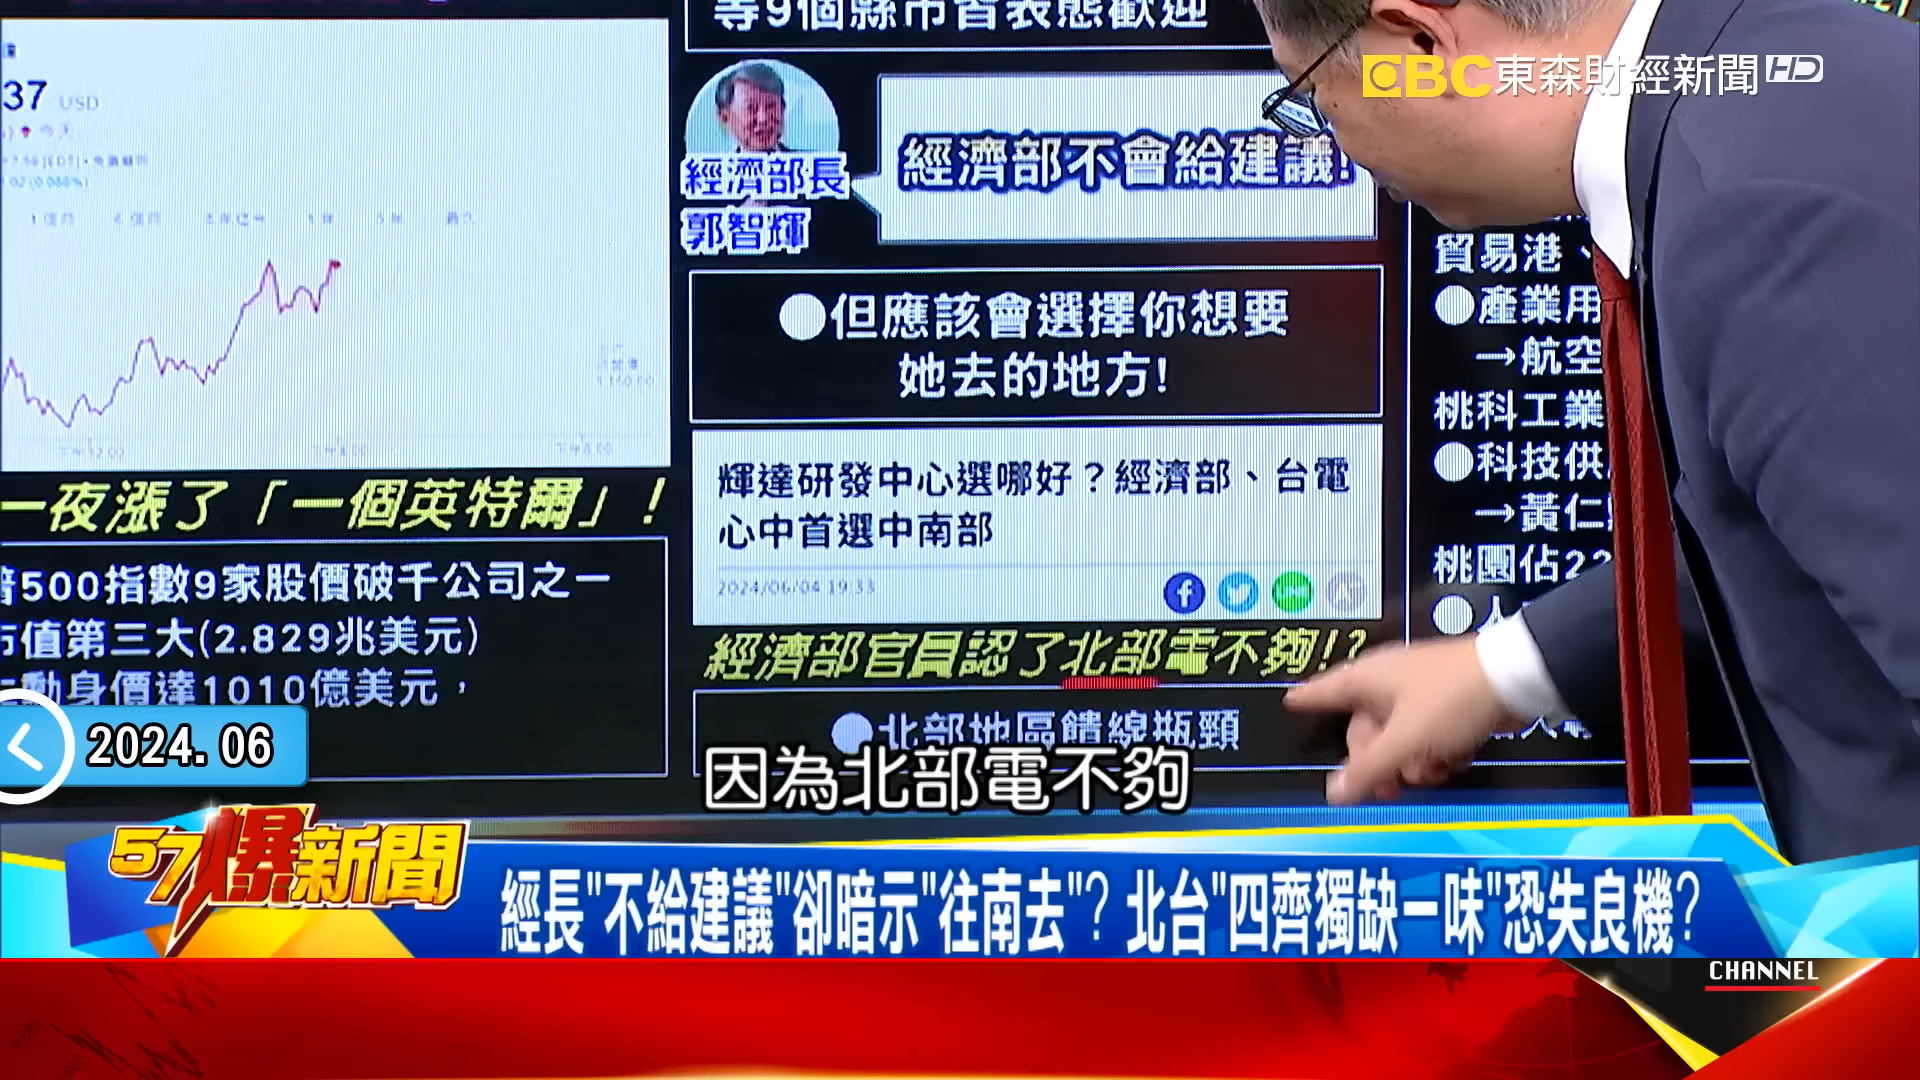 等9個縣市皆表態歡迎
EBC東森財經新聞HD
37 USD
一夜漲了「一個英特爾」!
500指數9家股價破千公司之一
市值第三大(2.829兆美元)
動身價達1010億美元,
經濟部長
郭智輝
經濟部不會給建議!
●但應該會選擇你想要
她去的地方!
輝達研發中心選哪好?經濟部、台電
心中首選中南部
2024/06/04 19:33
經濟部官員認了北部電不夠!?
●北部地區饋線瓶頸
貿易港、
●產業用
→航空
桃科工業
●科技供
→黃仁
桃園佔22
2024.06
因為北部電不夠
57爆新聞
經長"不給建議"卻暗示"往南去"? 北台"四齊獨缺一味"恐失良機?
CHANNEL